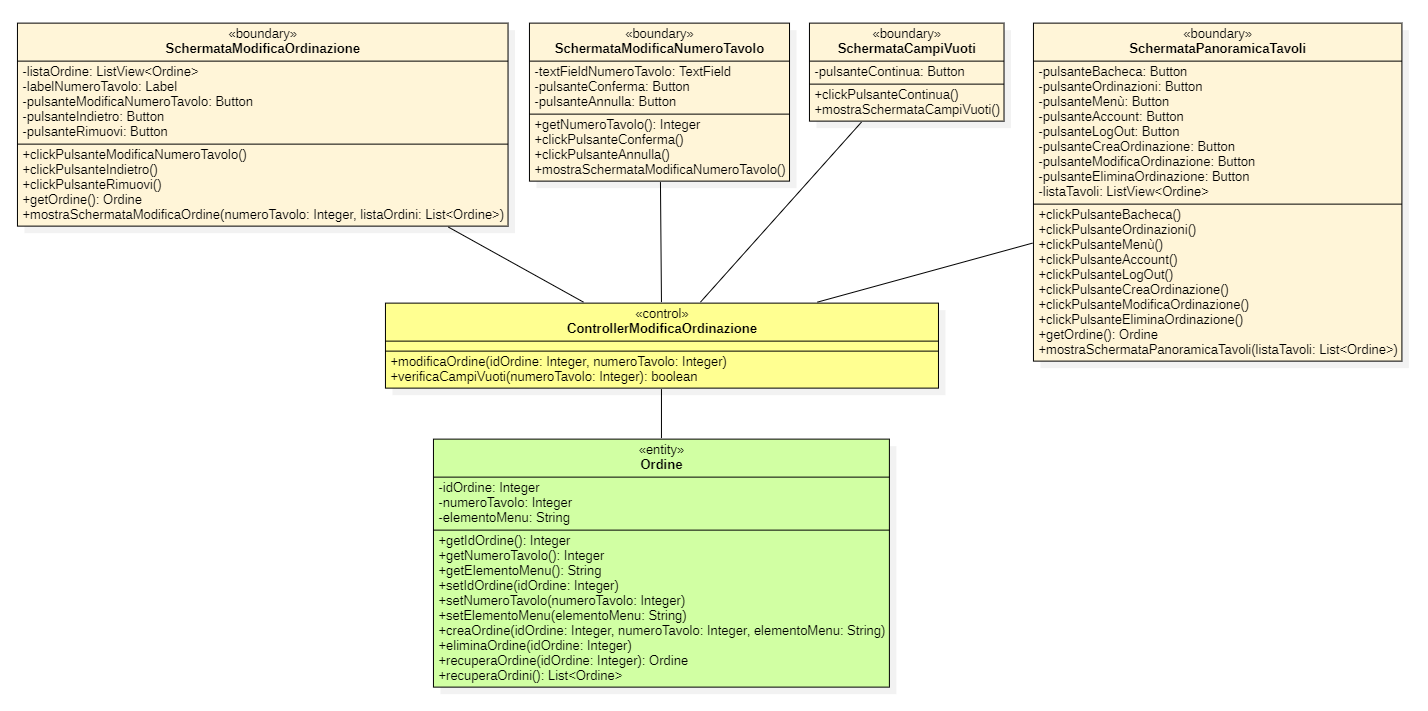 «boundary»
SchermataModificaOrdinazione
-listaOrdine: ListView<Ordine>
-labelNumeroTavolo: Label
-pulsanteModificaNumeroTavolo: Button
-pulsanteIndietro: Button
-pulsanteRimuovi: Button
+clickPulsanteModificaNumeroTavolo()
+clickPulsanteIndietro()
+clickPulsanteRimuovi()
+getOrdine(): Ordine
+mostraSchermataModificaOrdine(numeroTavolo: Integer, listaOrdini: List<Ordine>)
«boundary»
SchermataModificaNumeroTavolo
-textFieldNumeroTavolo: TextField
-pulsanteConferma: Button
-pulsanteAnnulla: Button
+getNumeroTavolo(): Integer
+clickPulsanteConferma()
+clickPulsanteAnnulla()
+mostraSchermataModificaNumeroTavolo()
«boundary»
SchermataCampiVuoti
-pulsanteContinua: Button
+clickPulsanteContinua()
+mostraSchermataCampiVuoti()
«boundary»
SchermataPanoramicaTavoli
-pulsanteBacheca: Button
-pulsanteOrdinazioni: Button
-pulsanteMenù: Button
-pulsanteAccount: Button
-pulsanteLogOut: Button
-pulsanteCreaOrdinazione: Button
-pulsanteModificaOrdinazione: Button
-pulsanteEliminaOrdinazione: Button
-listaTavoli: ListView<Ordine>
+clickPulsanteBacheca()
+clickPulsanteOrdinazioni()
+clickPulsanteMenù()
+clickPulsanteAccount()
+clickPulsanteLogOut()
+clickPulsanteCreaOrdinazione()
+clickPulsanteModificaOrdinazione()
+clickPulsanteEliminaOrdinazione()
+getOrdine(): Ordine
+mostraSchermataPanoramicaTavoli(listaTavoli: List<Ordine>)
«control»
ControllerModificaOrdinazione
+modificaOrdine(idOrdine: Integer, numeroTavolo: Integer)
+verificaCampiVuoti(numeroTavolo: Integer): boolean
«entity»
Ordine
-idOrdine: Integer
-numeroTavolo: Integer
-elementoMenu: String
+getIdOrdine(): Integer
+getNumeroTavolo(): Integer
+getElementoMenu(): String
+setIdOrdine(idOrdine: Integer)
+setNumeroTavolo(numeroTavolo: Integer)
+setElementoMenu(elementoMenu: String)
+creaOrdine(idOrdine: Integer, numeroTavolo: Integer, elementoMenu: String)
+eliminaOrdine(idOrdine: Integer)
+recuperaOrdine(idOrdine: Integer): Ordine
+recuperaOrdini(): List<Ordine>